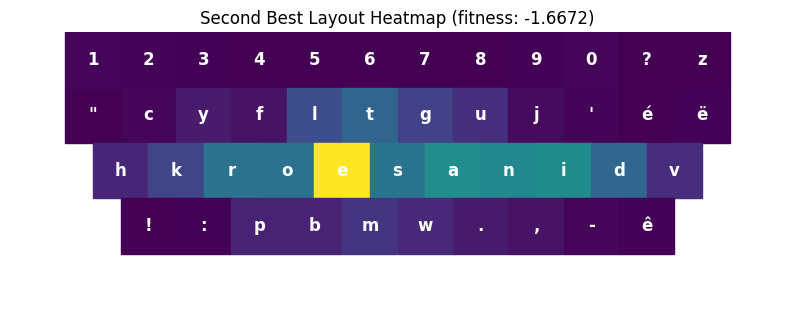 Second Best Layout Heatmap (fitness: -1.6672)
1 2 3 4 5 6 7 8 9 0 ? z
" c y f l t g u j ' é ë
h k r o e s a n i d v
! : p b m w . , - ê